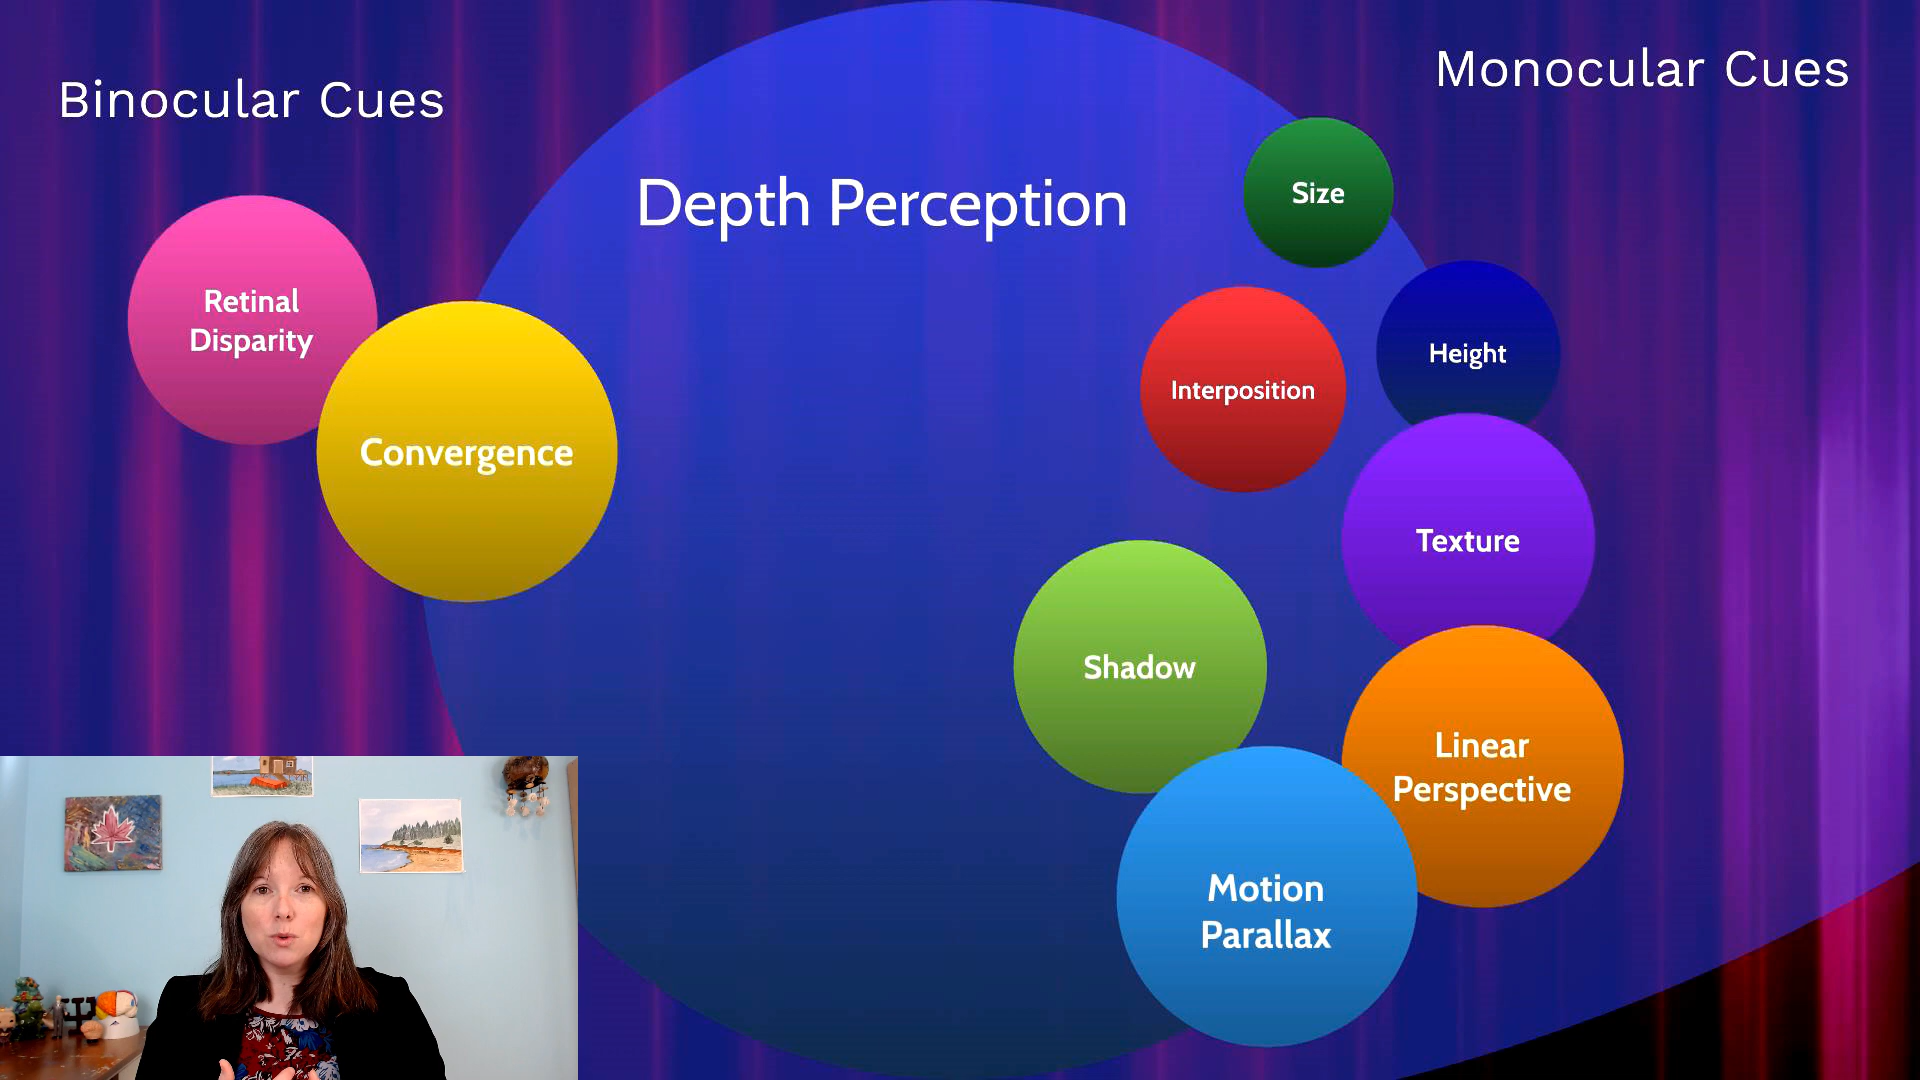 Binocular Cues
Monocular Cues
Depth Perception
Retinal
Disparity
Convergence
Size
Height
Interposition
Texture
Shadow
Linear
Perspective
Motion
Parallax